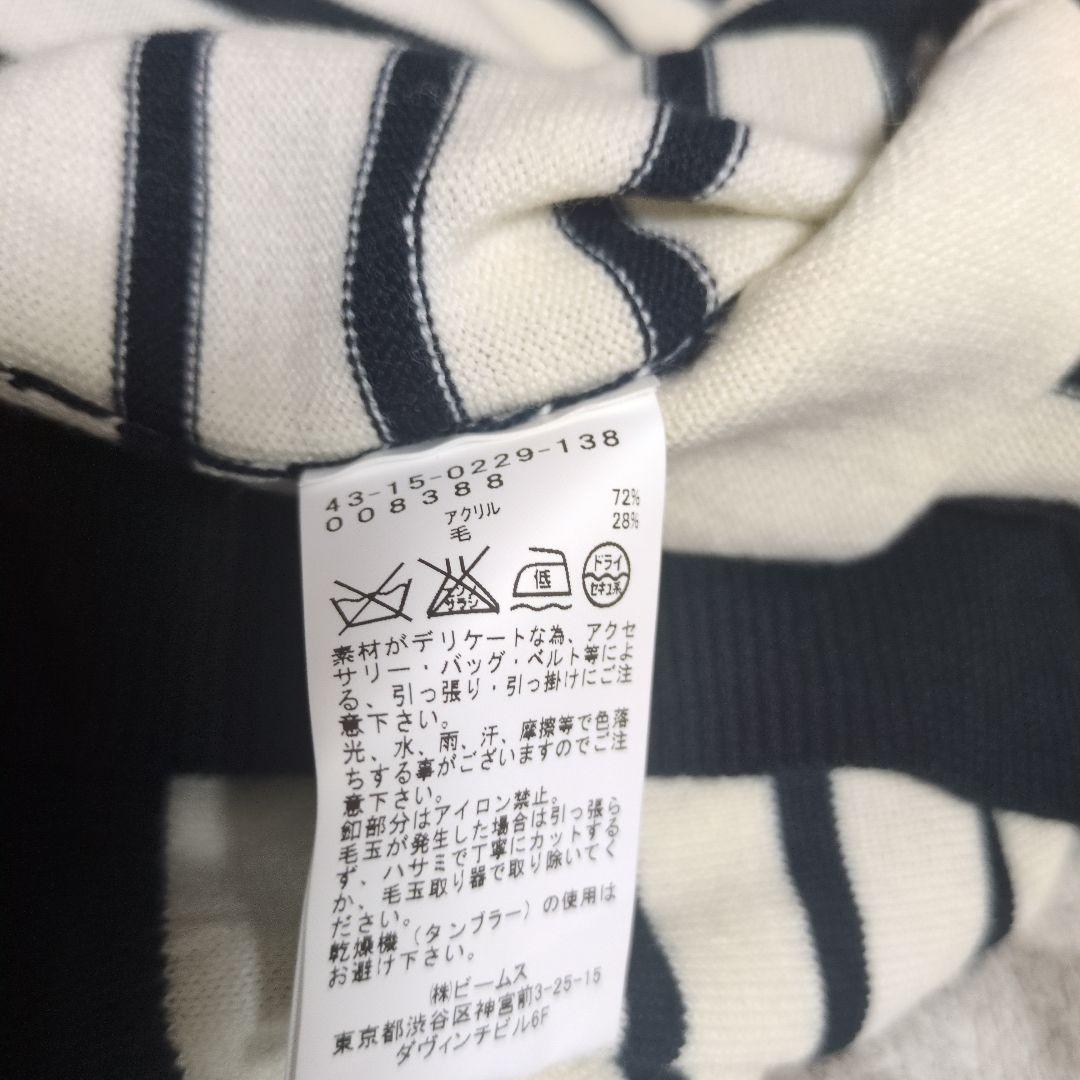 43-15-0229-138
008388
アクリル 72%
毛 28%
エンソ
サラシ
低
ドライ
セキユ系
素材がデリケートな為、アクセ
サリー・バッグ・ベルト等によ
る、引っ張り・引っ掛けにご注
意下さい。
光、水、雨、汗、摩擦等で色落
ちする事がございますのでご注
意下さい。
釦部分はアイロン禁止。
毛玉が発生した場合は引っ張ら
ず、ハサミで丁寧にカットする
か、毛玉取り器で取り除いてく
ださい。
乾燥機（タンブラー）の使用は
お避け下さい。
㈱ビームス
東京都渋谷区神宮前3-25-15
ダヴィンチビル6F